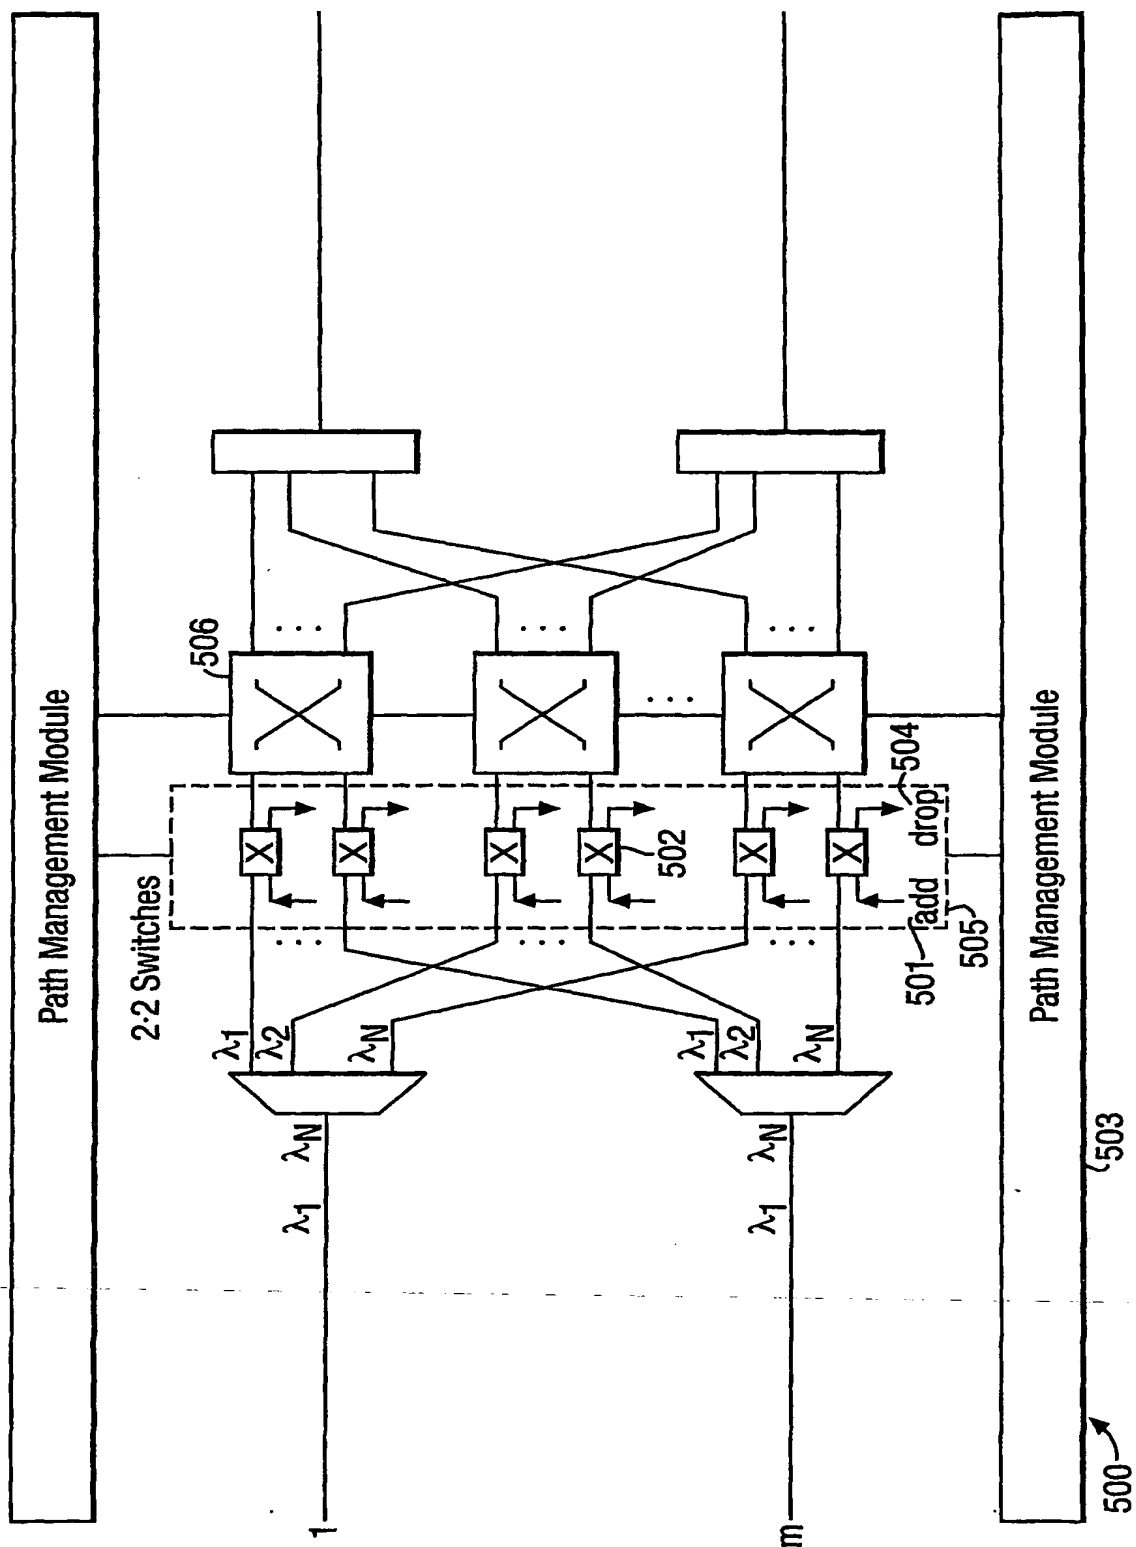 Path Management Module
2·2 Switches
506
λ1
λ2
λ1 λN
λN
1
502
λ1
λ2
λ1 λN
λN
m
504
501 add drop
505
Path Management Module
503
500